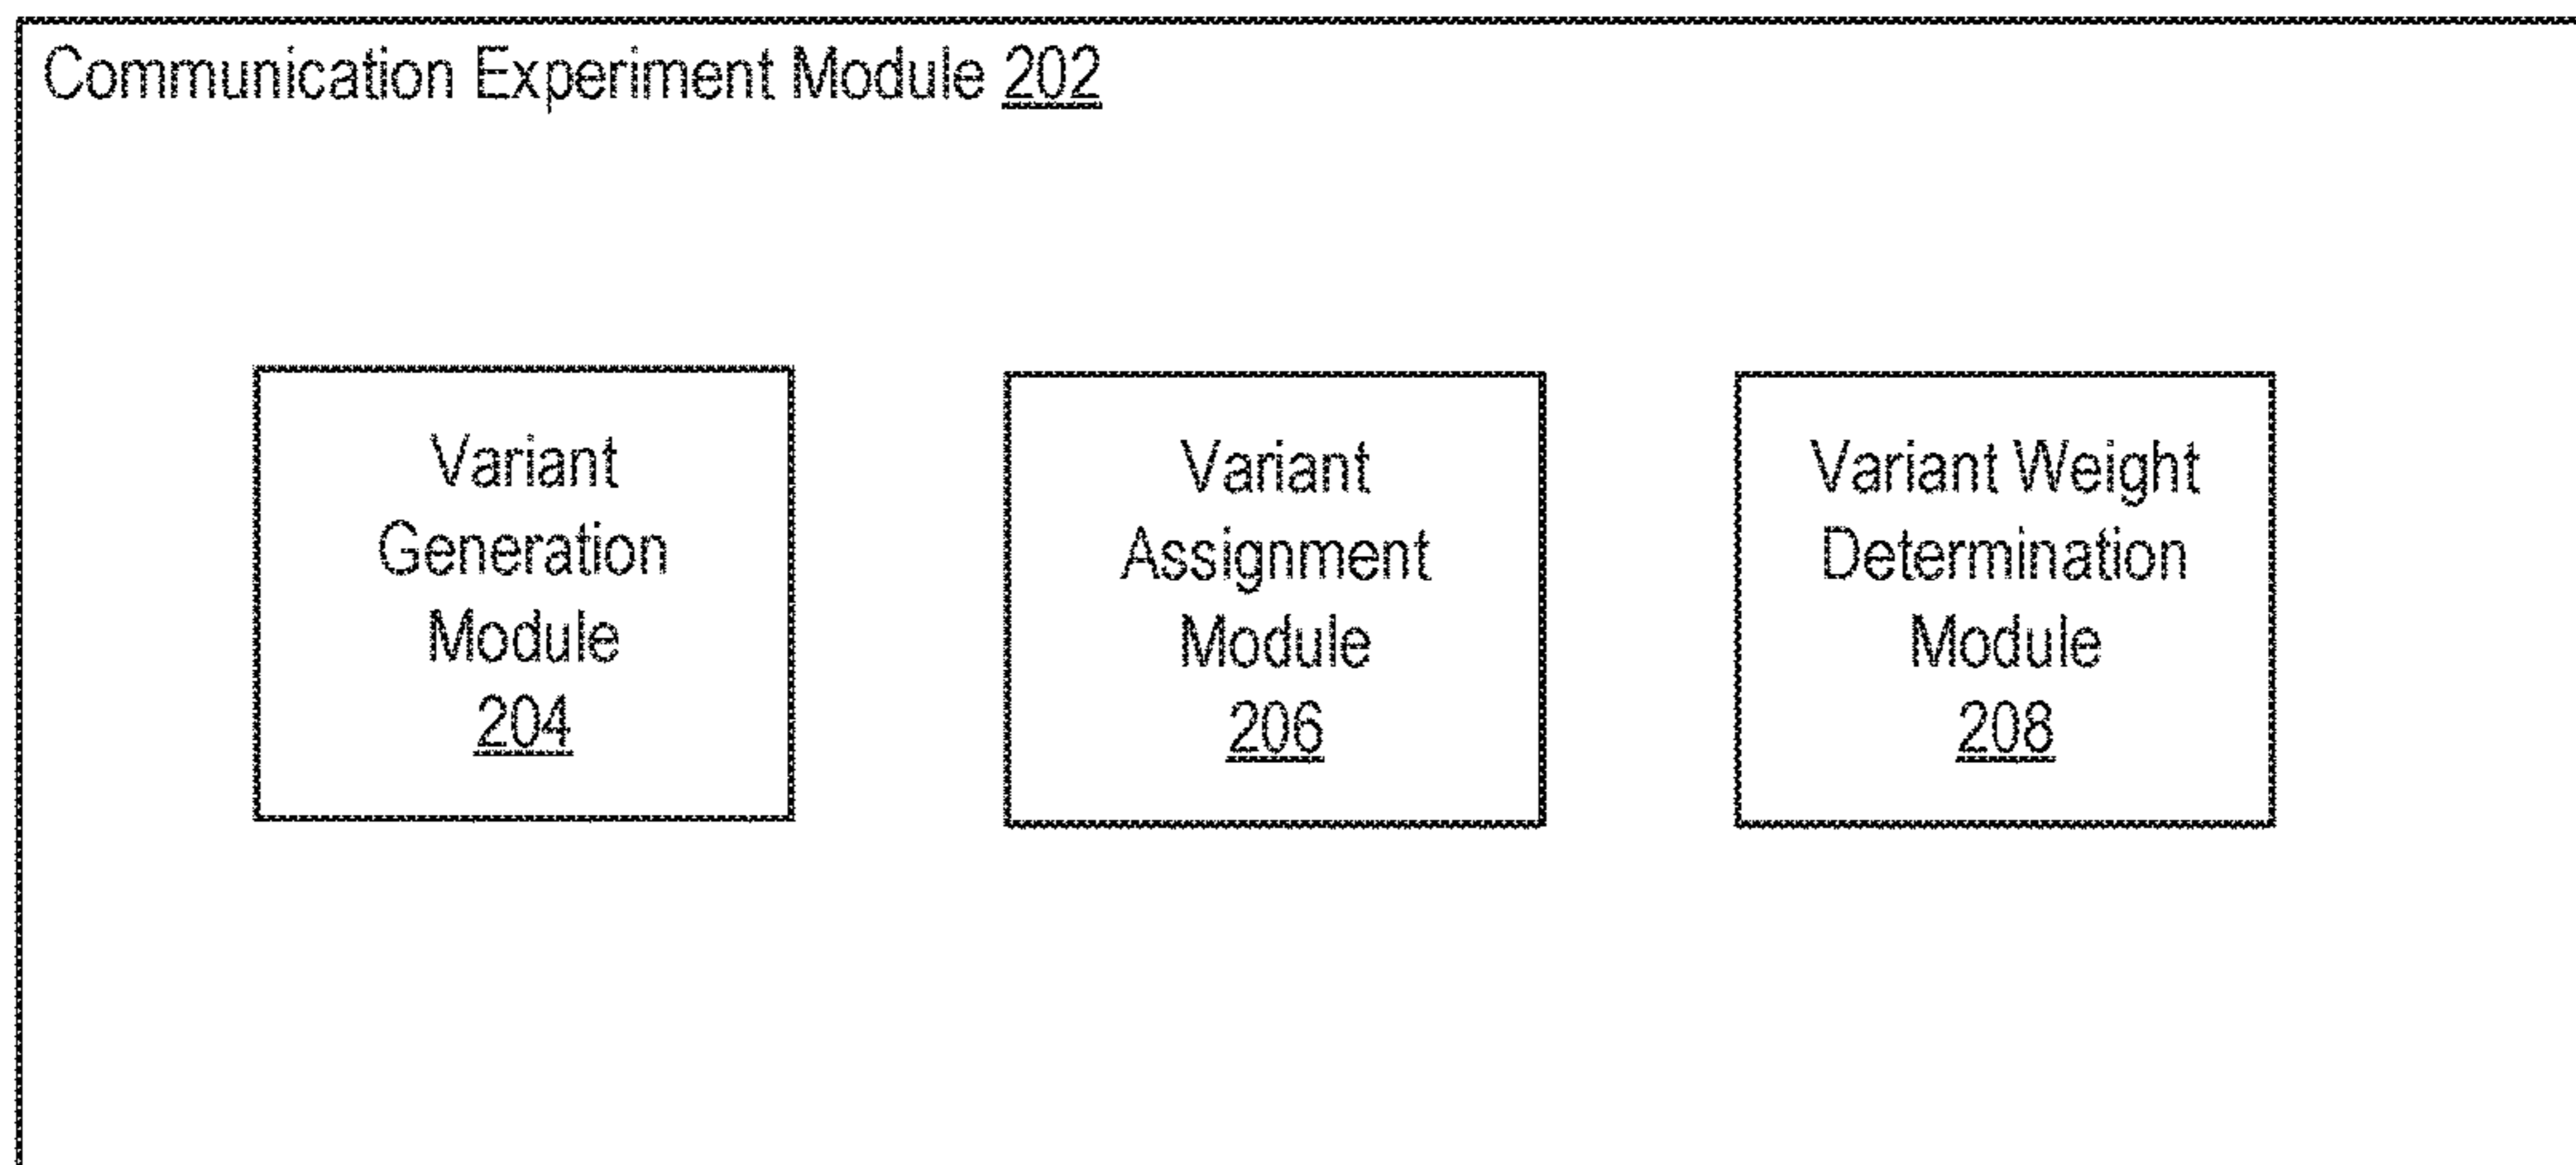 Communication Experiment Module 202
Variant
Generation
Module
204
Variant
Assignment
Module
206
Variant Weight
Determination
Module
208